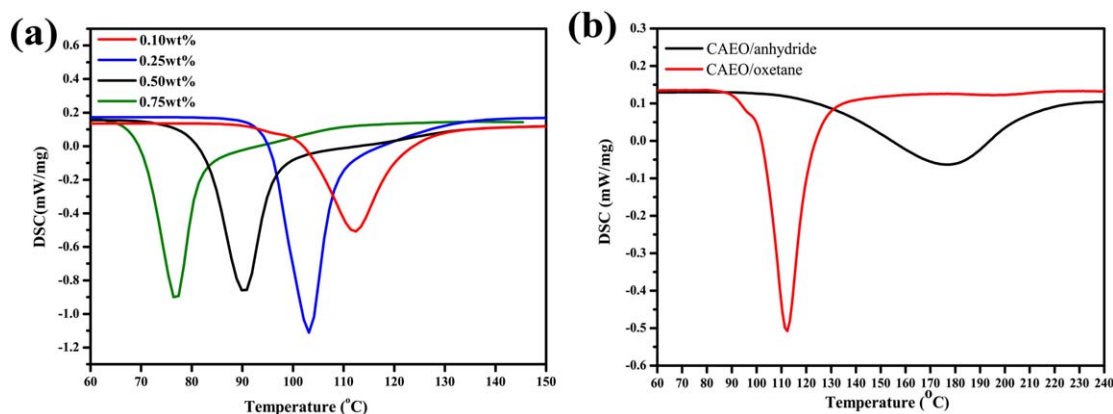 (a)
0.6
0.4
0.2
0.0
-0.2
-0.4
-0.6
-0.8
-1.0
-1.2
DSC(mW/mg)
0.10wt%
0.25wt%
0.50wt%
0.75wt%
60 70 80 90 100 110 120 130 140 150
Temperature (°C)
(b)
0.3
0.2
0.1
0.0
-0.1
-0.2
-0.3
-0.4
-0.5
-0.6
DSC (mW/mg)
CAEO/anhydride
CAEO/oxetane
60 70 80 90 100 110 120 130 140 150 160 170 180 190 200 210 220 230 240
Temperature (°C)